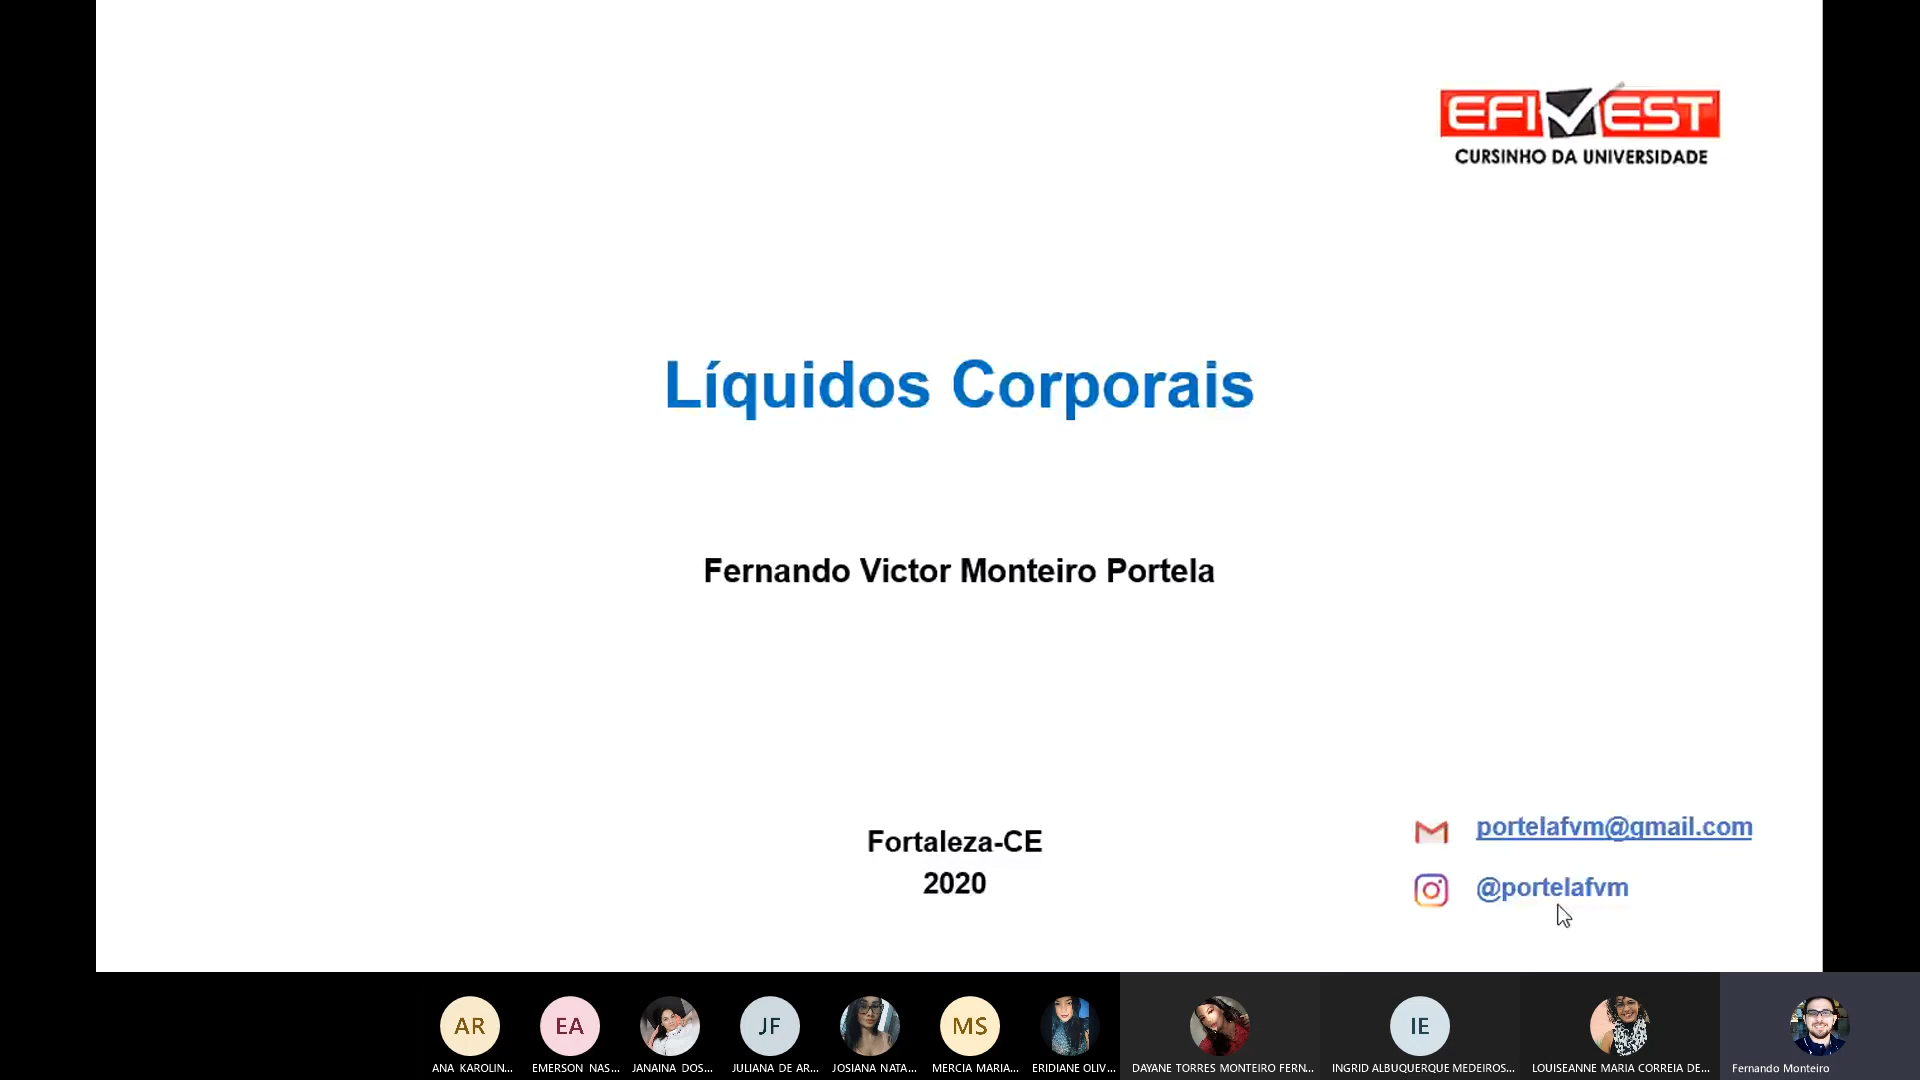 EFIVEST
CURSINHO DA UNIVERSIDADE
Líquidos Corporais
Fernando Victor Monteiro Portela
Fortaleza-CE
2020
portelafvm@gmail.com
@portelafvm
AR
EA
JF
MS
IE
ANA KAROLIN...
EMERSON NAS...
JANAINA DOS...
JULIANA DE AR...
JOSIANA NATA...
MERCIA MARIA...
ERIDIANE OLIV...
DAYANE TORRES MONTEIRO FERN...
INGRID ALBUQUERQUE MEDEIROS...
LOUISEANNE MARIA CORREIA DE...
Fernando Monteiro